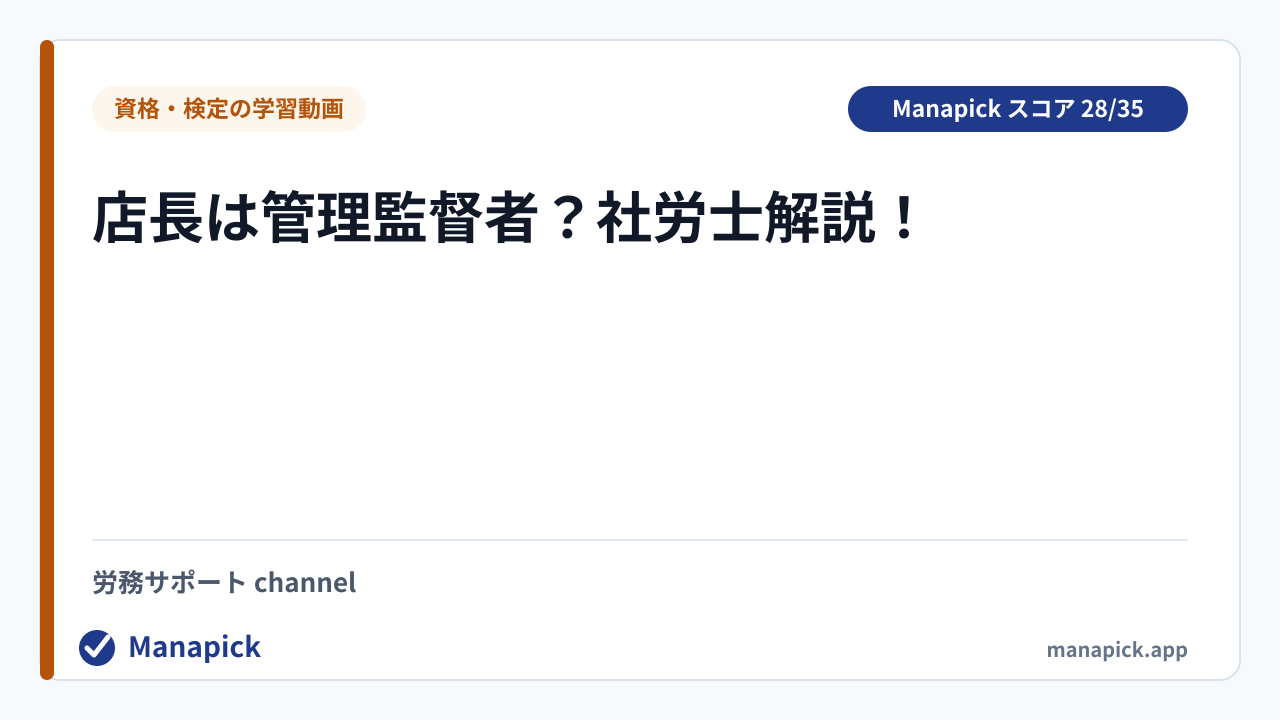 資格・検定の学習動画
Manapick スコア 28/35
店長は管理監督者？社労士解説！
労務サポート channel
Manapick
manapick.app